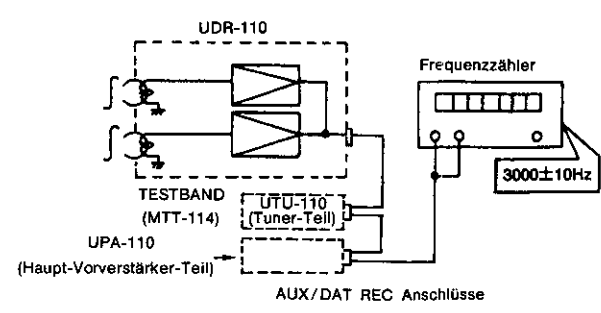 UDR-110
Frequenzzähler
3000±10Hz
TESTBAND
(MTT-114)
UTU-110
(Tuner-Teil)
UPA-110
(Haupt-Vorverstärker-Teil)
AUX/DAT REC Anschlüsse